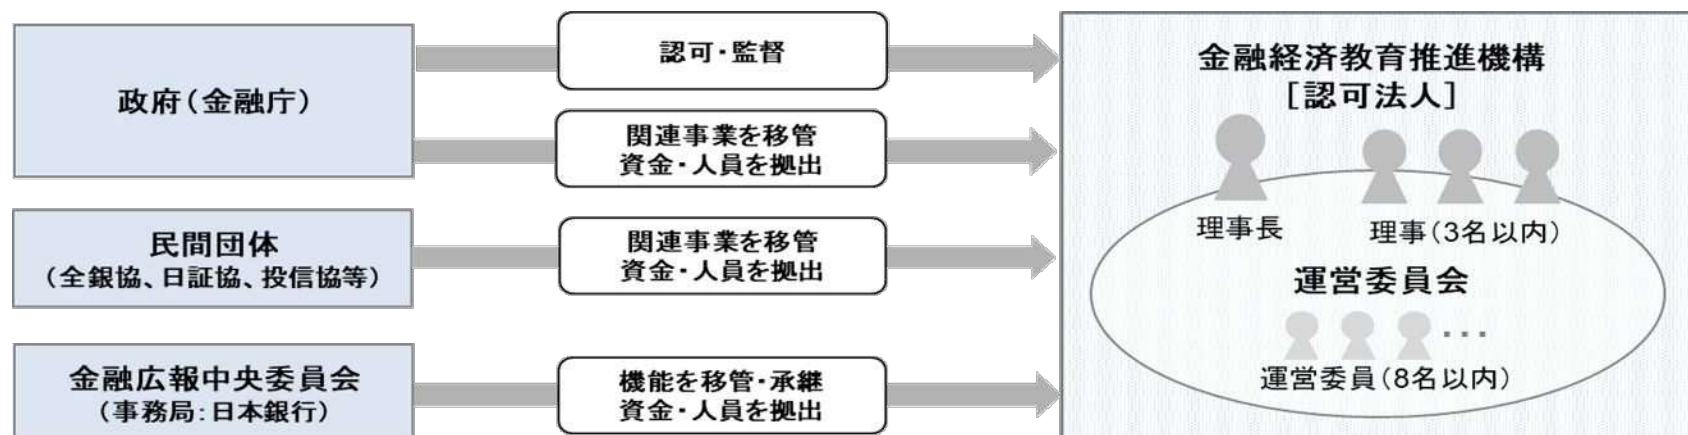 政府(金融庁)
認可・監督
関連事業を移管
資金・人員を拠出
民間団体
(全銀協、日証協、投信協等)
関連事業を移管
資金・人員を拠出
金融広報中央委員会
(事務局:日本銀行)
機能を移管・承継
資金・人員を拠出
金融経済教育推進機構
[認可法人]
理事長
理事(3名以内)
運営委員会
・・・
運営委員(8名以内)